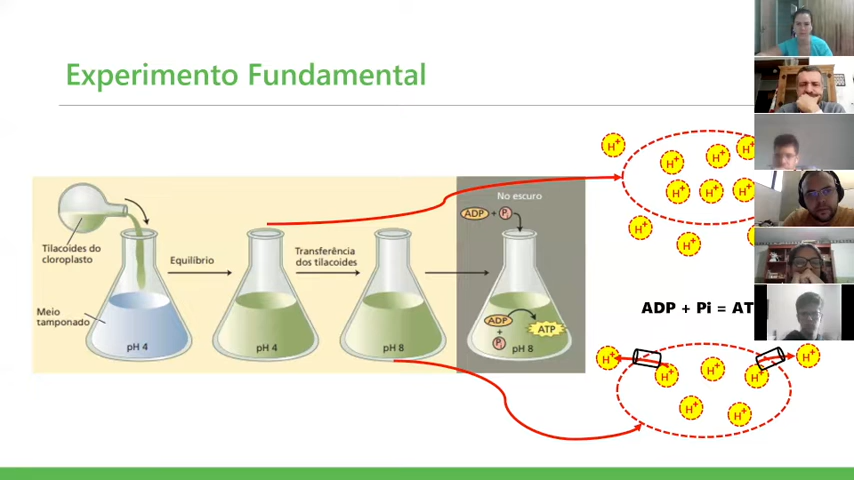 Experimento Fundamental
No escuro
ADP + Pi
Tilacoides do
cloroplasto
Equilíbrio
Transferência
dos tilacoides
Meio
tamponado
pH 4
pH 4
pH 8
ADP
+
Pi
ATP
pH 8
H+
H+
H+
H+
H+
H+
H+
H+
H+
ADP + Pi = AT
H+
H+
H+
H+
H+
H+
H+